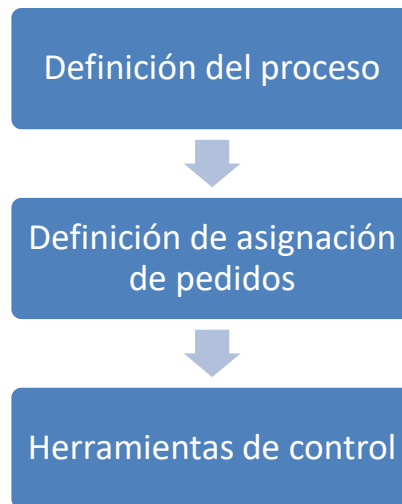 Definición del proceso
Definición de asignación
de pedidos
Herramientas de control